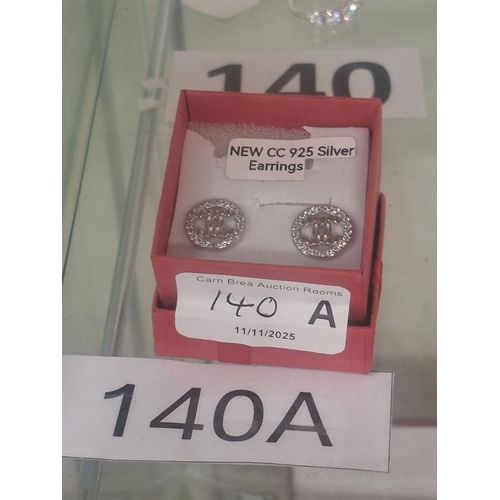 140
NEW CC 925 Silver
Earrings
Carn Brea Auction Rooms
140 A
11/11/2025
140A